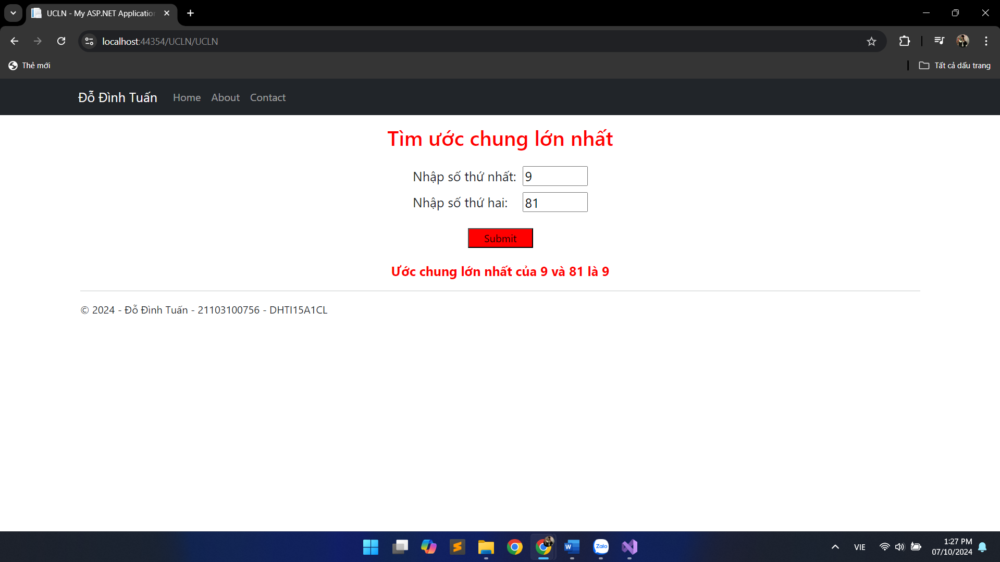 UCLN - My ASP.NET Application
localhost:44354/UCLN/UCLN
Thẻ mới
Tất cả dấu trang
Đỗ Đình Tuấn Home About Contact
Tìm ước chung lớn nhất
Nhập số thứ nhất: 9
Nhập số thứ hai: 81
Submit
Ước chung lớn nhất của 9 và 81 là 9
© 2024 - Đỗ Đình Tuấn - 21103100756 - DHTI15A1CL
Zalo
VIE
1:27 PM
07/10/2024